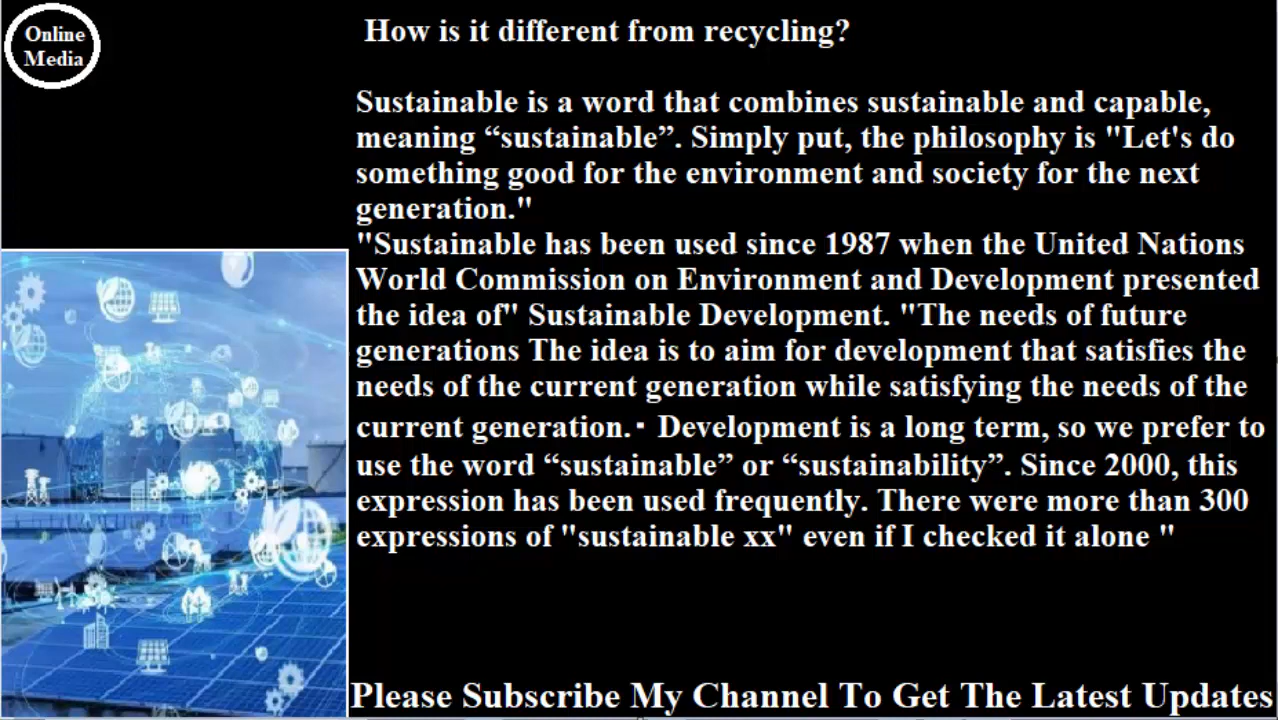 Online
Media
How is it different from recycling?
Sustainable is a word that combines sustainable and capable,
meaning “sustainable”. Simply put, the philosophy is "Let's do
something good for the environment and society for the next
generation."
"Sustainable has been used since 1987 when the United Nations
World Commission on Environment and Development presented
the idea of" Sustainable Development. "The needs of future
generations The idea is to aim for development that satisfies the
needs of the current generation while satisfying the needs of the
current generation.・ Development is a long term, so we prefer to
use the word “sustainable” or “sustainability”. Since 2000, this
expression has been used frequently. There were more than 300
expressions of "sustainable xx" even if I checked it alone "
Please Subscribe My Channel To Get The Latest Updates